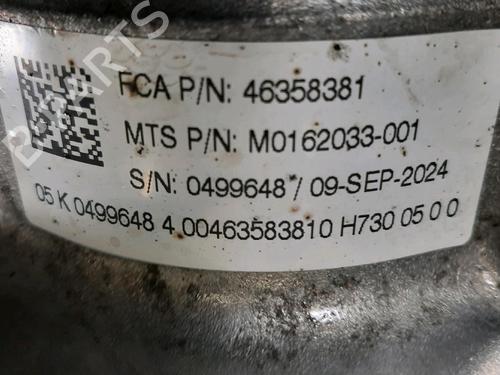 FCA P/N: 46358381
MTS P/N: M0162033-001
S/N: 0499648 / 09-SEP-2024
05 K 0499648 4 00463583810 H730 05 0 0